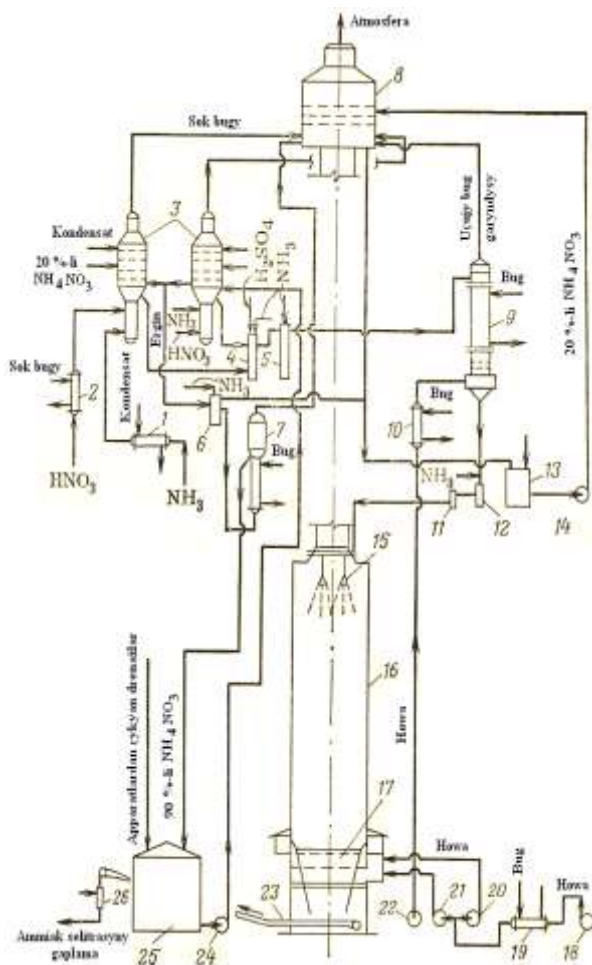 Atmosfera
8
Sok bugy
Uçujy bug
garyndysy
Kondensat
3
20 %-li
NH4NO3
H2SO4
NH3
Bug
9
20 %-li NH4NO3
Ergin
NH3
HNO3
4
5
Sok bugy
2
Kondensat
NH3
6
7
Bug
10
Bug
1
HNO3
NH3
NH3
11
12
13
14
15
16
Apparatlardan çykyan drenažlar
90 %-li NH4NO3
Howa
17
Howa
Bug
Howa
26
23
22
21
20
19
18
25
24
Ammiak selitrasyny
gaplama